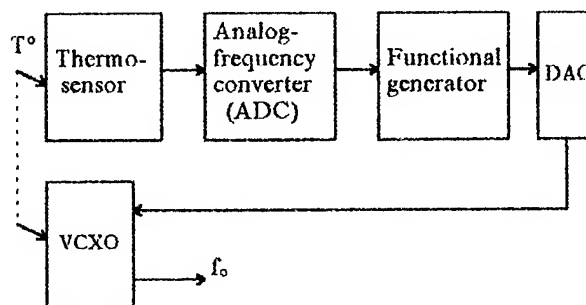 T°
Thermo-
sensor
Analog-
frequency
converter
(ADC)
Functional
generator
DAC
VCXO
f₀